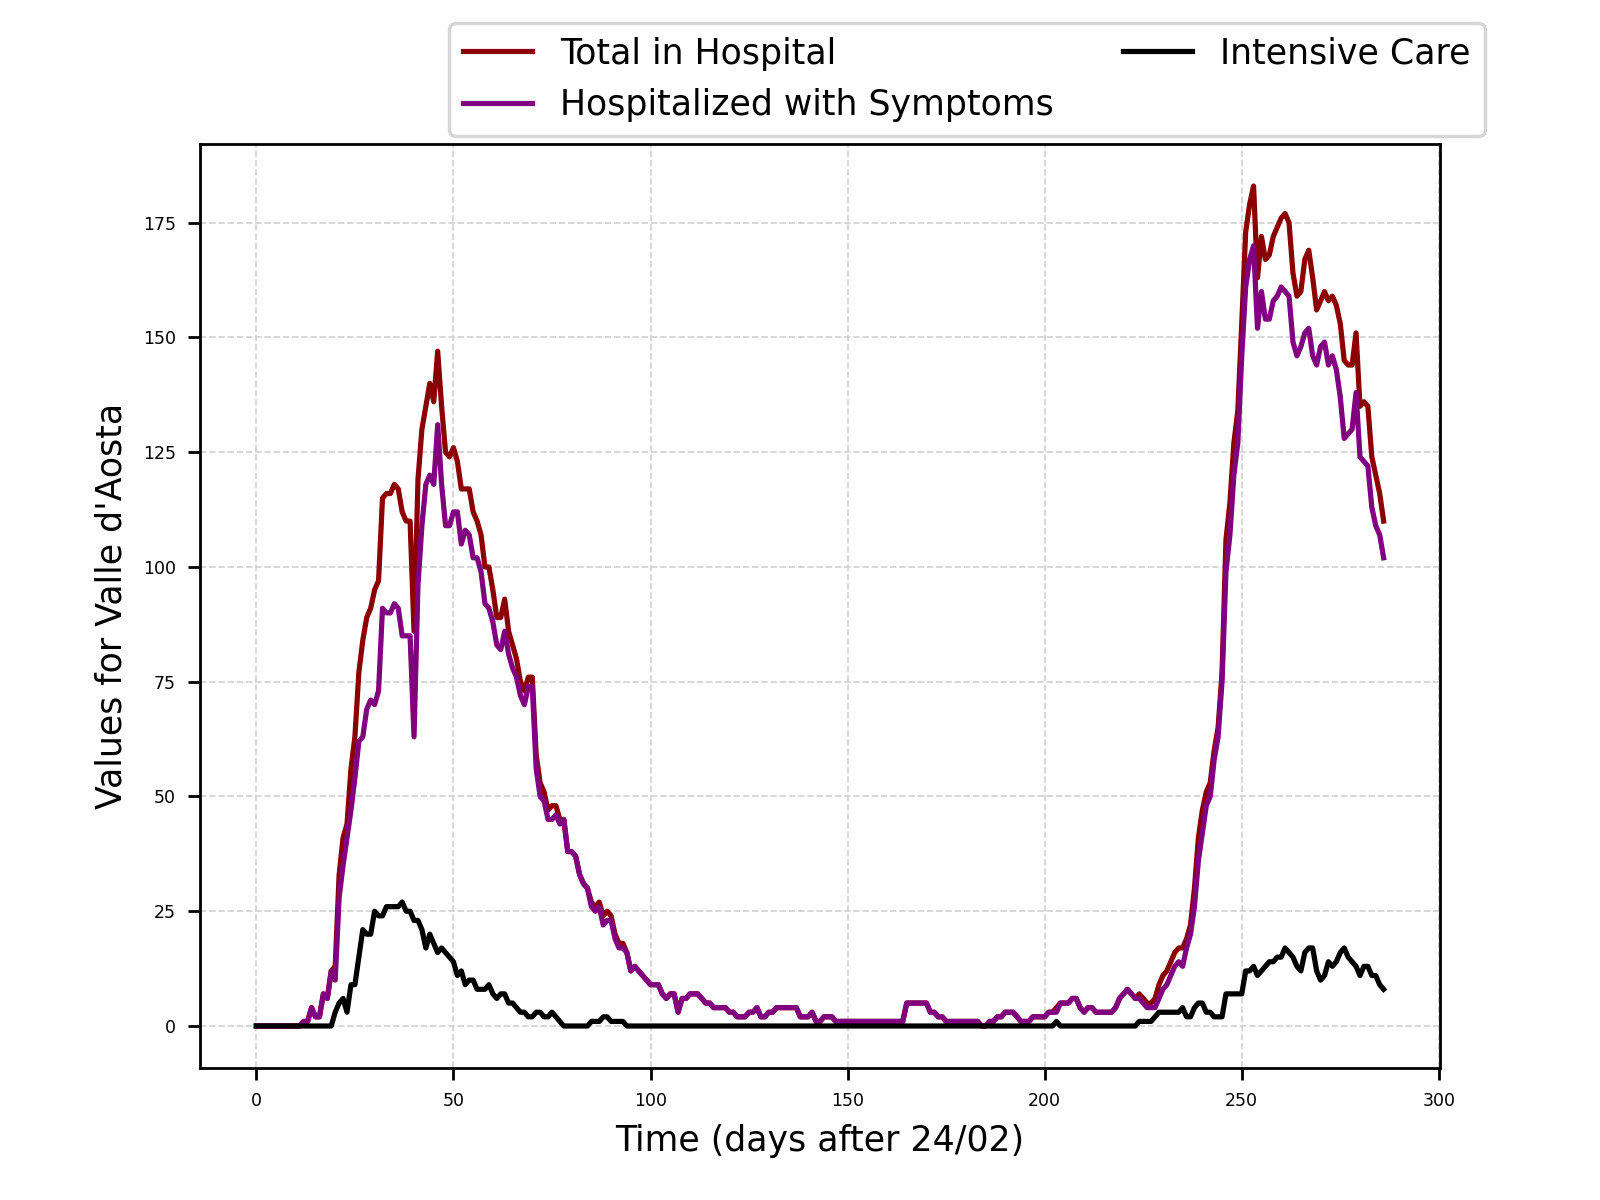 Total in Hospital
Hospitalized with Symptoms
Intensive Care
Values for Valle d'Aosta
175
150
125
100
75
50
25
0
0 50 100 150 200 250 300
Time (days after 24/02)